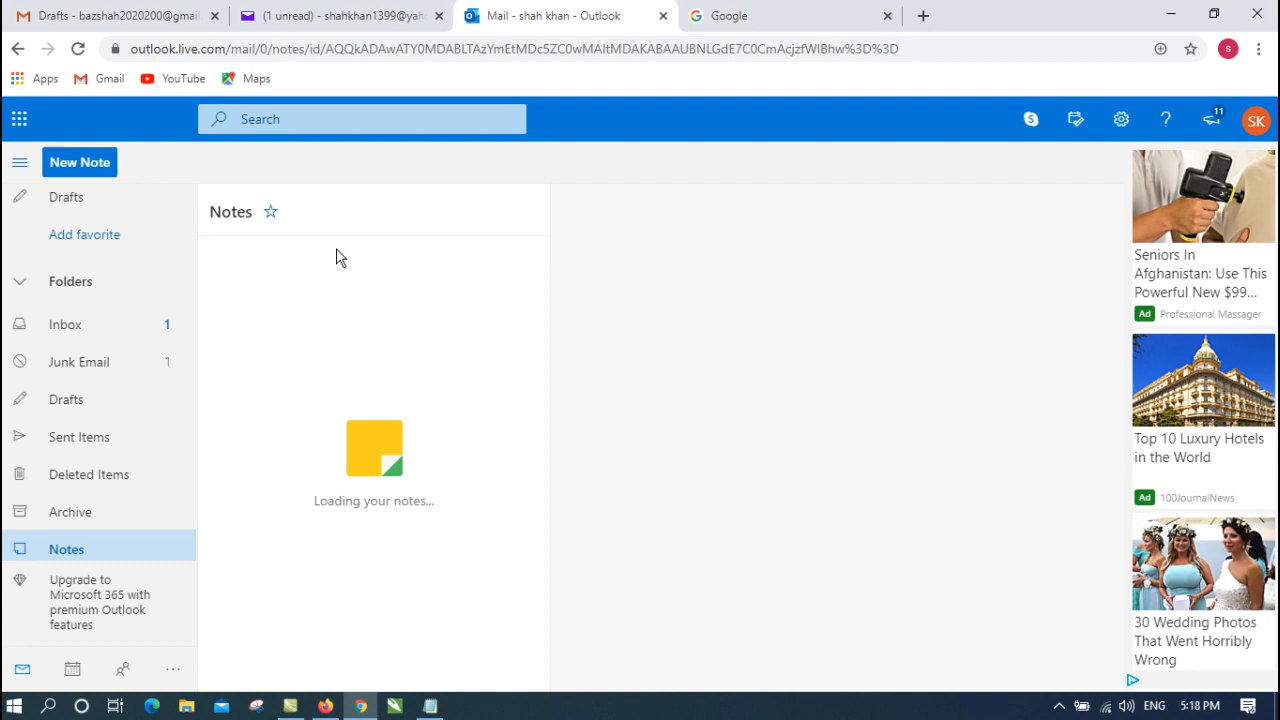 Drafts - bazshah2020200@gmail
(1 unread) - shahkhan1399@ya
Mail - shah khan - Outlook
Google
outlook.live.com/mail/0/notes/id/AQQkADAwATY0MDABLTAzYmEtMDc5ZC0wMAItMDAKABAAUBNLGdE7C0CmAcjzfWIBhw%3D%3D
S
Apps
Gmail
YouTube
Maps
Search
11
SK
New Note
Drafts
Add favorite
Folders
Inbox 1
Junk Email 1
Drafts
Sent Items
Deleted Items
Archive
Notes
Upgrade to
Microsoft 365 with
premium Outlook
features
Notes
Loading your notes...
Seniors In
Afghanistan: Use This
Powerful New $99...
Ad Professional Massager
Top 10 Luxury Hotels
in the World
Ad 100JournalNews
30 Wedding Photos
That Went Horribly
Wrong
ENG 5:18 PM